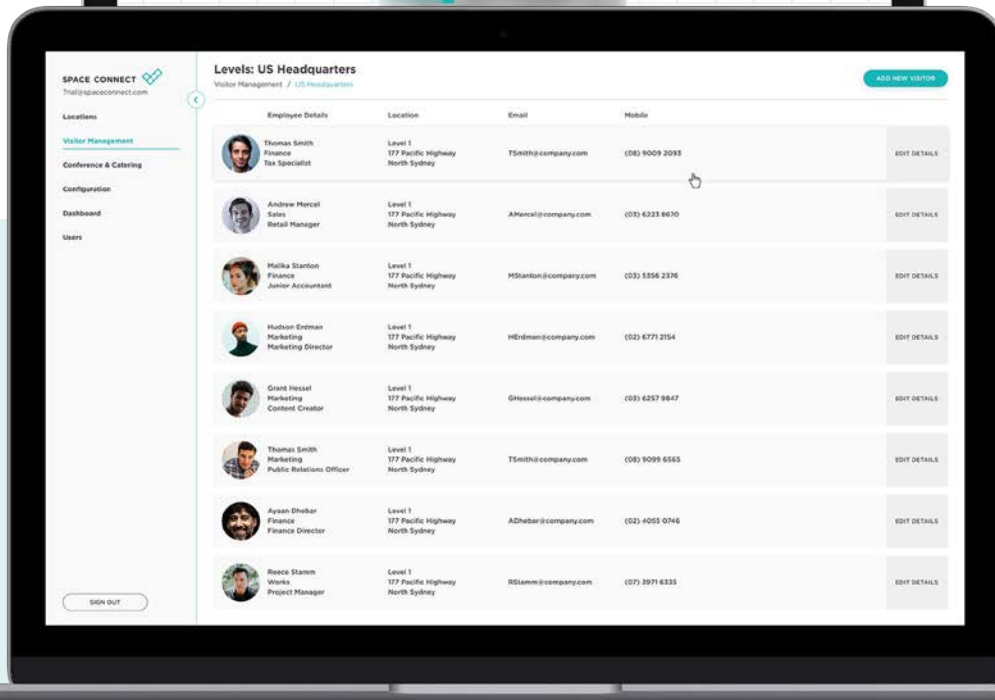 SPACE CONNECT
Trial@spaceconnect.com
Locations
Visitor Management
Conference & Catering
Configuration
Dashboard
Users
SIGN OUT
Levels: US Headquarters
Visitor Management / US Headquarters
ADD NEW VISITOR
Employee Details Location Email Mobile
Thomas Smith
Finance
Tax Specialist
Level 1
177 Pacific Highway
North Sydney
TSmith@company.com
(08) 9009 2093
EDIT DETAILS
Andrew Mercel
Sales
Retail Manager
Level 1
177 Pacific Highway
North Sydney
AMercel@company.com
(03) 6223 8670
EDIT DETAILS
Malika Stanton
Finance
Junior Accountant
Level 1
177 Pacific Highway
North Sydney
MStanton@company.com
(03) 5356 2376
EDIT DETAILS
Hudson Erdman
Marketing
Marketing Director
Level 1
177 Pacific Highway
North Sydney
HErdman@company.com
(02) 6771 2154
EDIT DETAILS
Grant Hessel
Marketing
Content Creator
Level 1
177 Pacific Highway
North Sydney
GHessel@company.com
(03) 6257 9847
EDIT DETAILS
Thomas Smith
Marketing
Public Relations Officer
Level 1
177 Pacific Highway
North Sydney
TSmith@company.com
(08) 9099 6565
EDIT DETAILS
Ayaan Dhebar
Finance
Finance Director
Level 1
177 Pacific Highway
North Sydney
ADhebar@company.com
(02) 4055 0746
EDIT DETAILS
Reece Stamm
Works
Project Manager
Level 1
177 Pacific Highway
North Sydney
RStamm@company.com
(07) 3971 6335
EDIT DETAILS